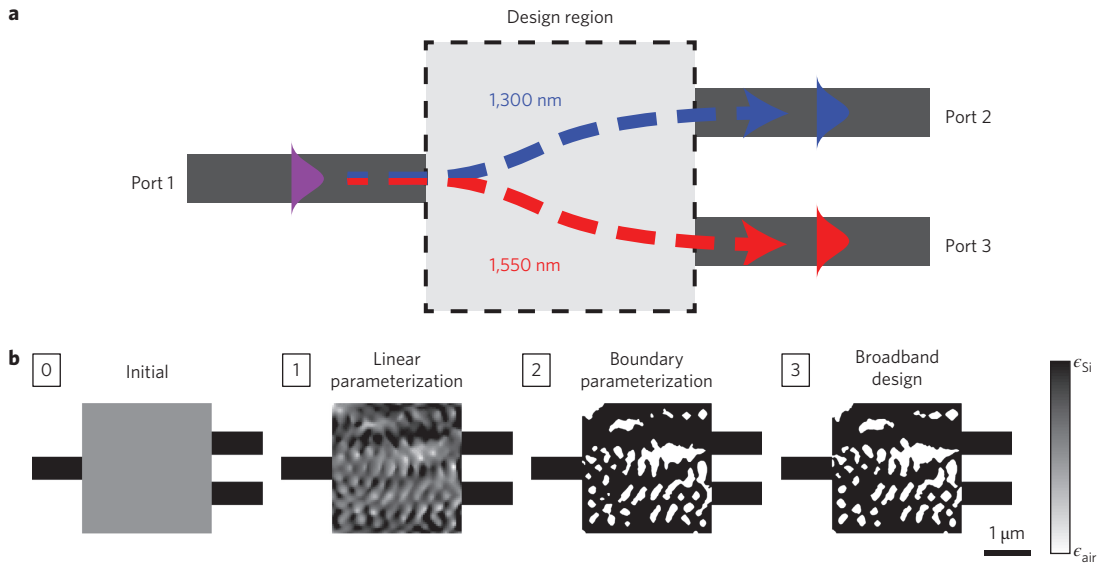 a
Design region
1,300 nm
Port 2
Port 1
Port 3
1,550 nm
b
0
Initial
1
Linear
parameterization
2
Boundary
parameterization
3
Broadband
design
ϵSi
1 μm
ϵair